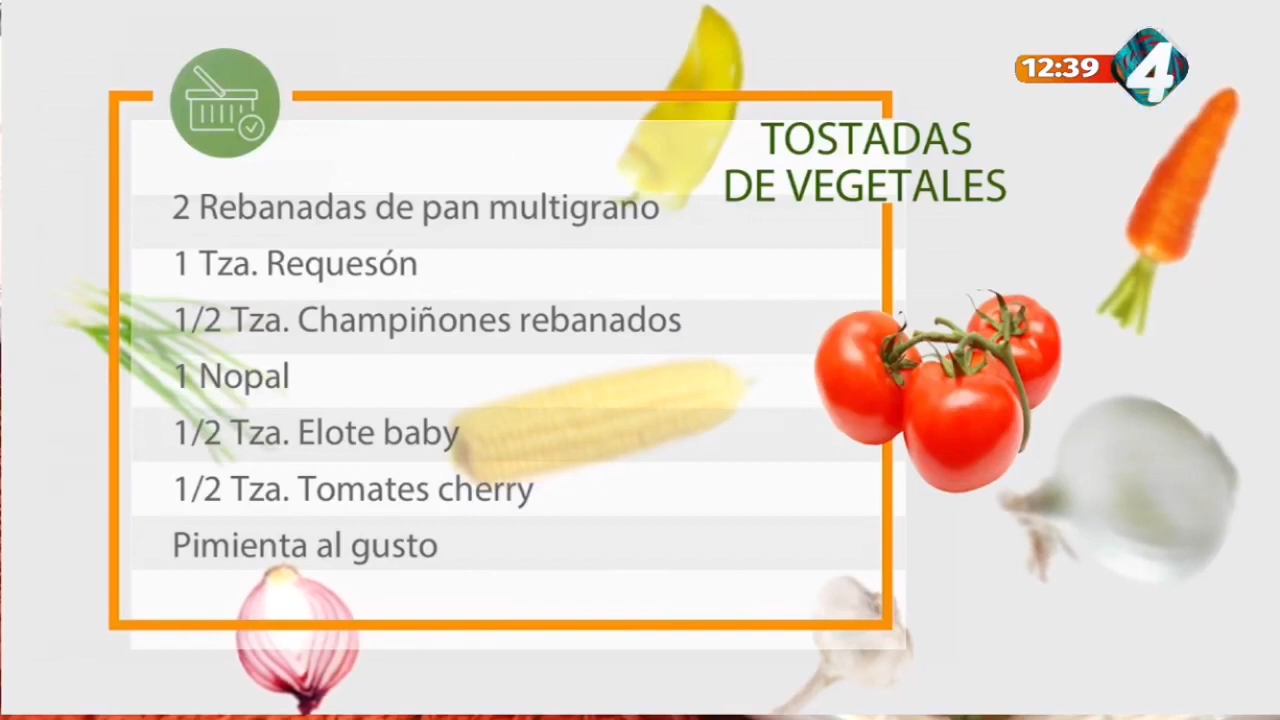 12:39
4
TOSTADAS
DE VEGETALES
2 Rebanadas de pan multigrano
1 Tza. Requesón
1/2 Tza. Champiñones rebanados
1 Nopal
1/2 Tza. Elote baby
1/2 Tza. Tomates cherry
Pimienta al gusto